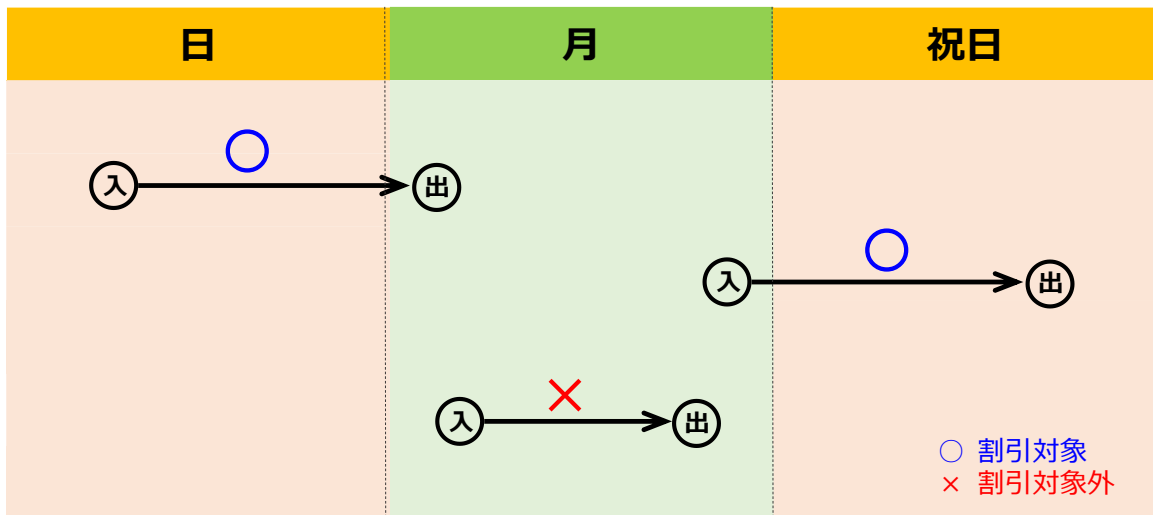 日 月 祝日
○
入 出
○
入 出
×
入 出
○ 割引対象
× 割引対象外